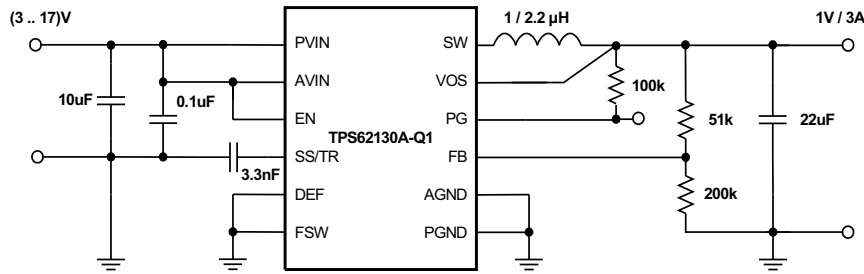 (3 .. 17)V
1 / 2.2 µH
1V / 3A
PVIN
SW
AVIN
VOS
10uF
0.1uF
100k
EN
PG
51k
22uF
TPS62130A-Q1
SS/TR
FB
3.3nF
DEF
AGND
200k
FSW
PGND